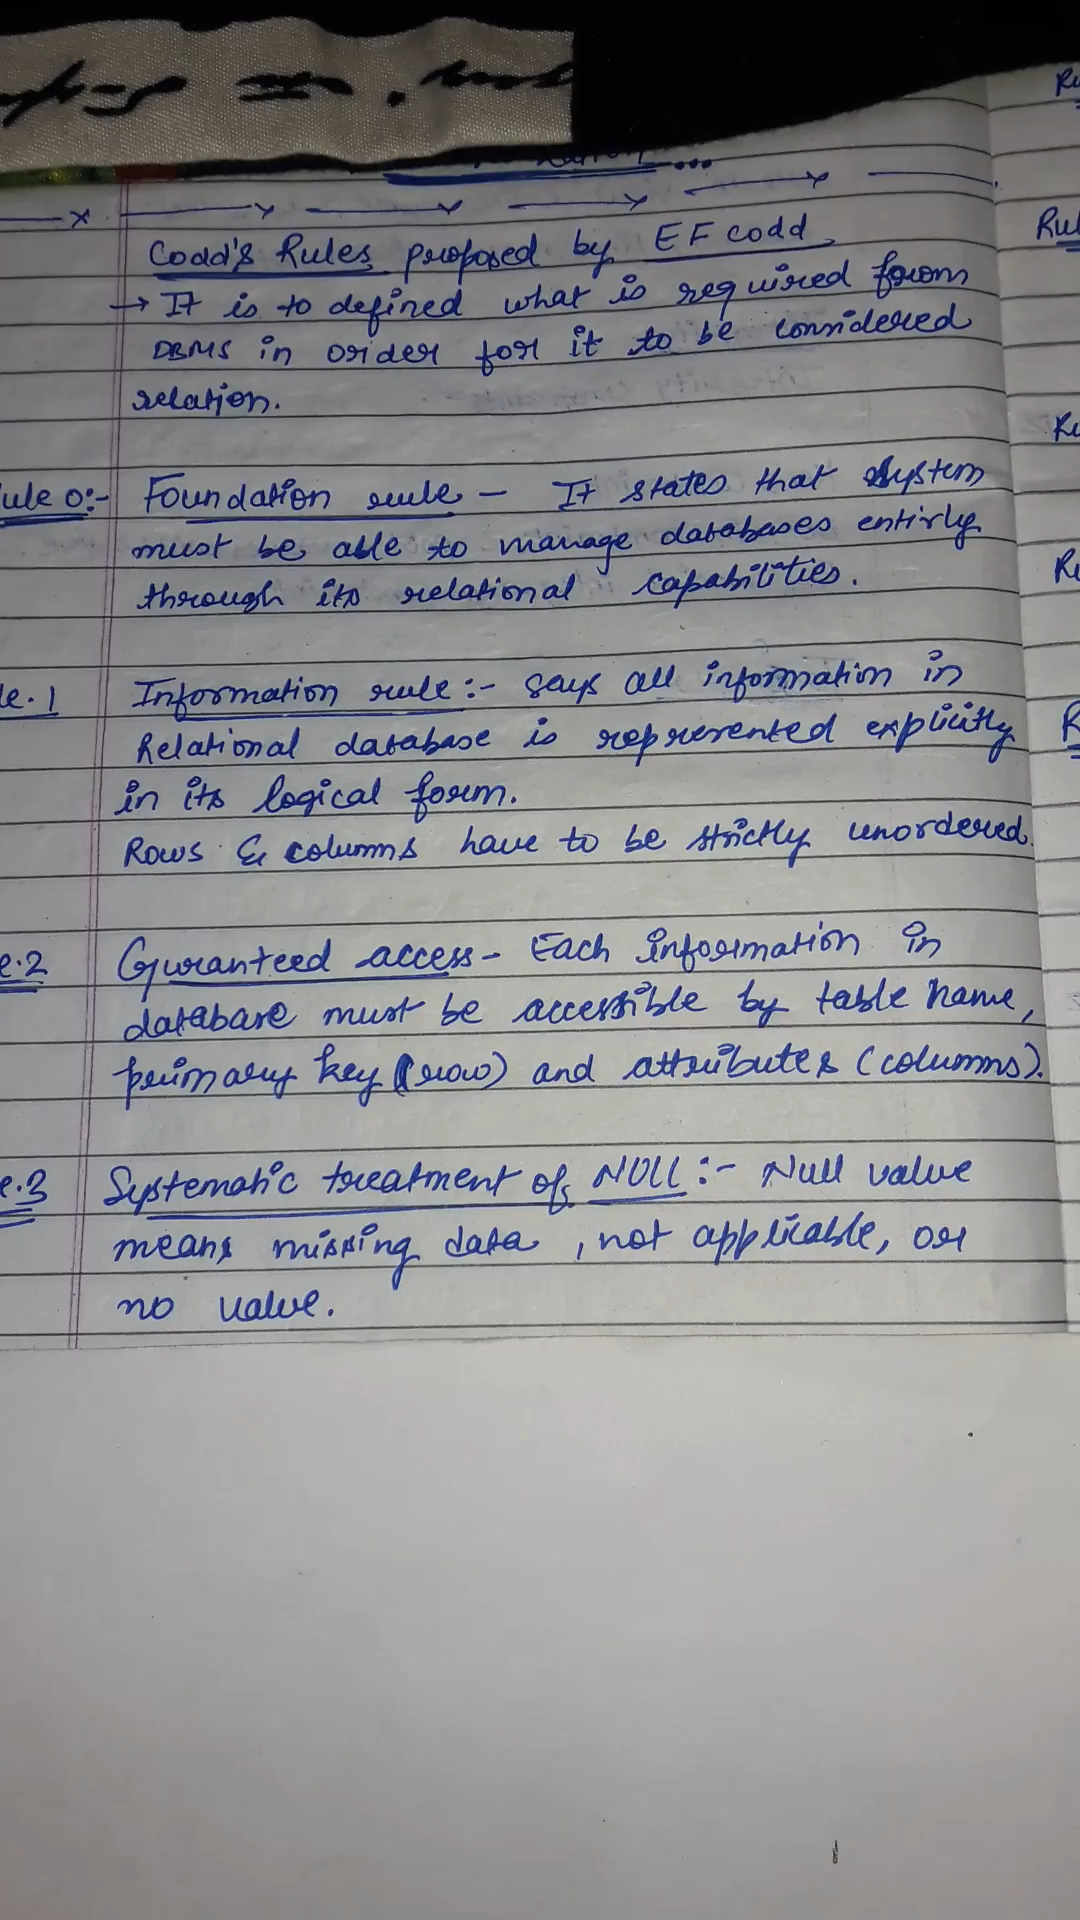 Codd's Rules proposed by EF codd
→ It is to defined what is required from
DBMS in order for it to be considered
relation.
Rule 0:- Foundation rule - It states that system
must be able to manage databases entirly
through its relational capabilities.
le.1 Information rule:- says all information in
Relational database is represented explicitly
in its logical form.
Rows & columns have to be strictly unordered.
e.2 Guranteed access- Each information in
database must be accessible by table name,
primary key (row) and attributes (columns).
e.3 Systematic treatment of NULL:- Null value
means missing data, not applicable, or
no value.
Ru
Rul
Ru
Ru
R